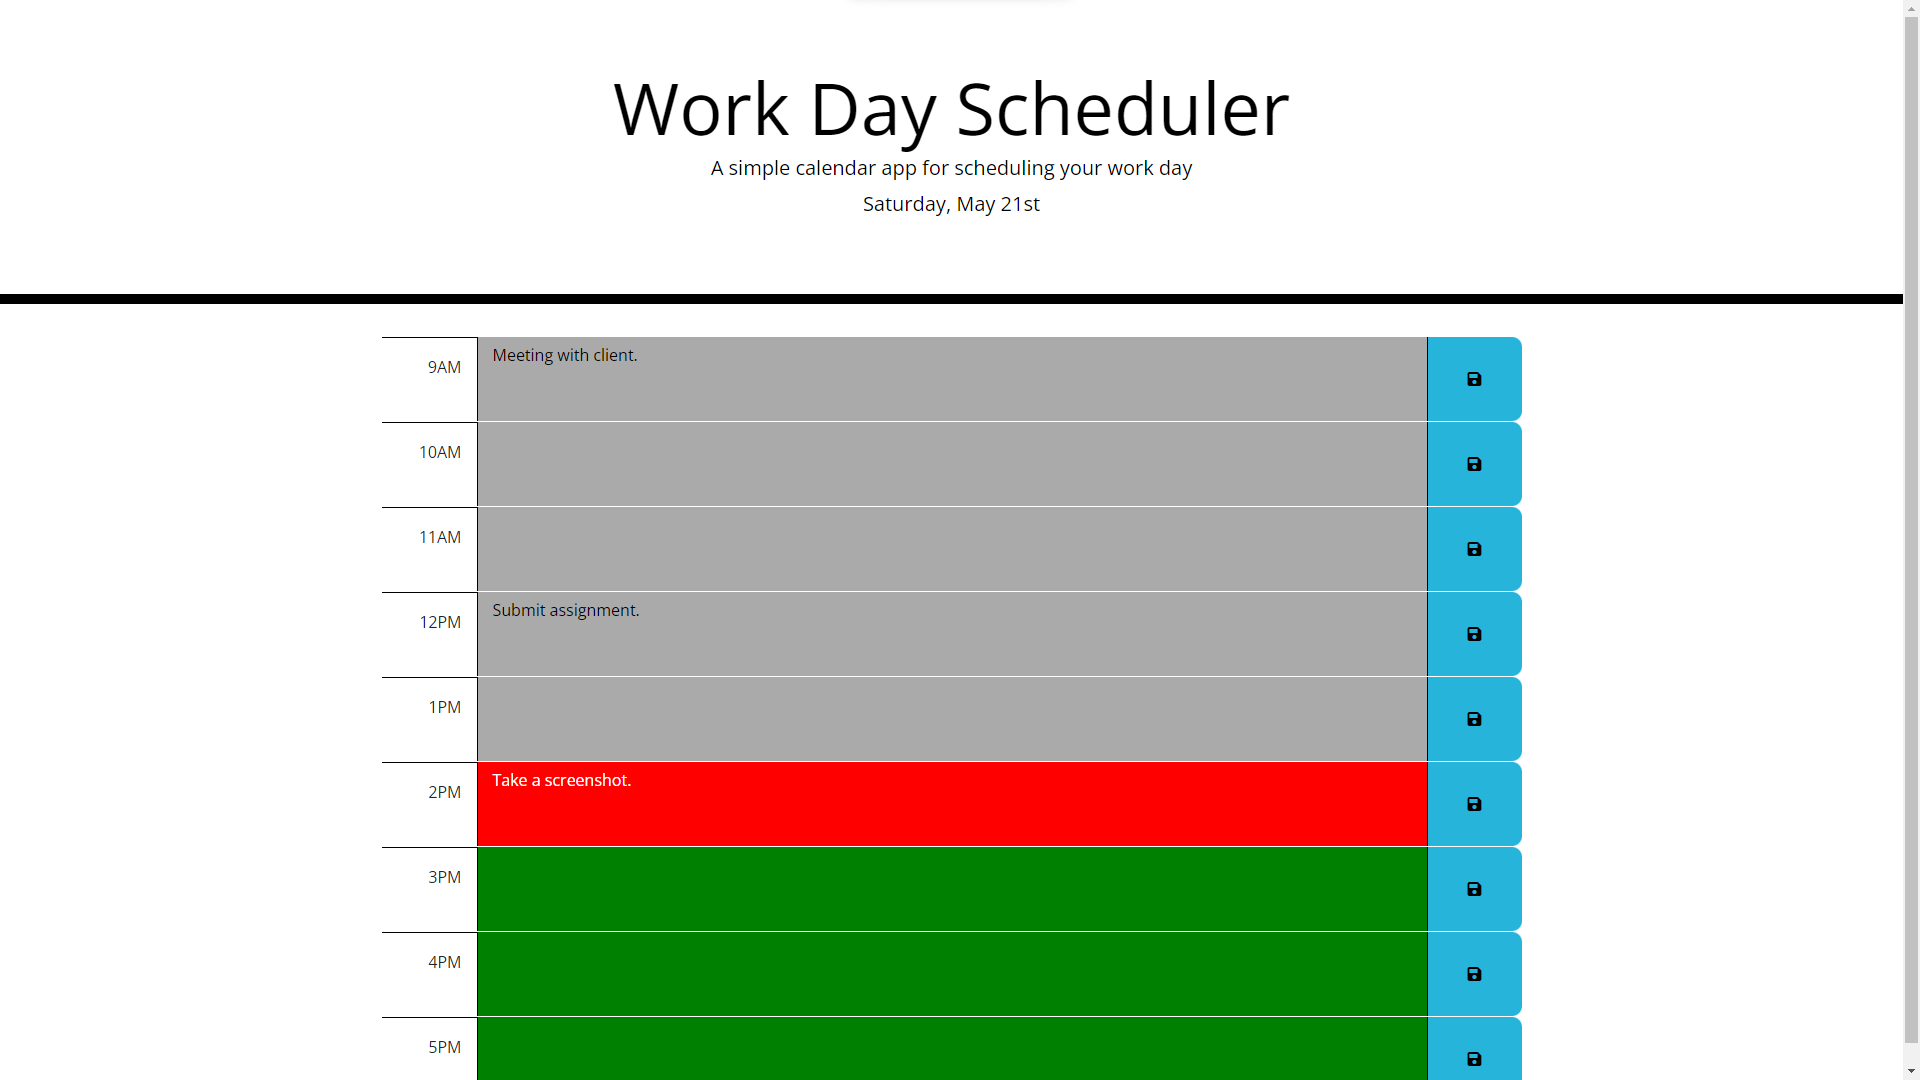 Work Day Scheduler
A simple calendar app for scheduling your work day
Saturday, May 21st
9AM
Meeting with client.
10AM
11AM
12PM
Submit assignment.
1PM
2PM
Take a screenshot.
3PM
4PM
5PM